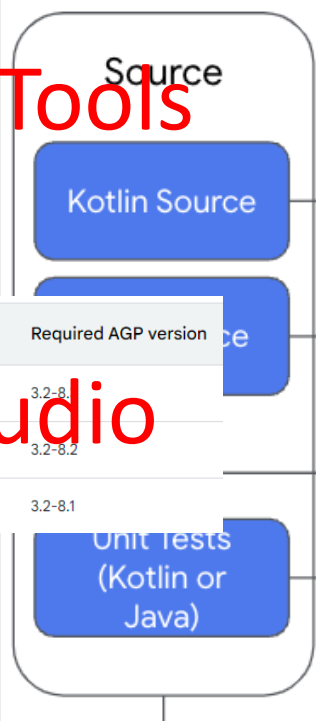 Source
Tools
Kotlin Source
Required AGP version
ce
3.2-8.
udio
3.2-8.2
3.2-8.1
Unit Tests
(Kotlin or
Java)